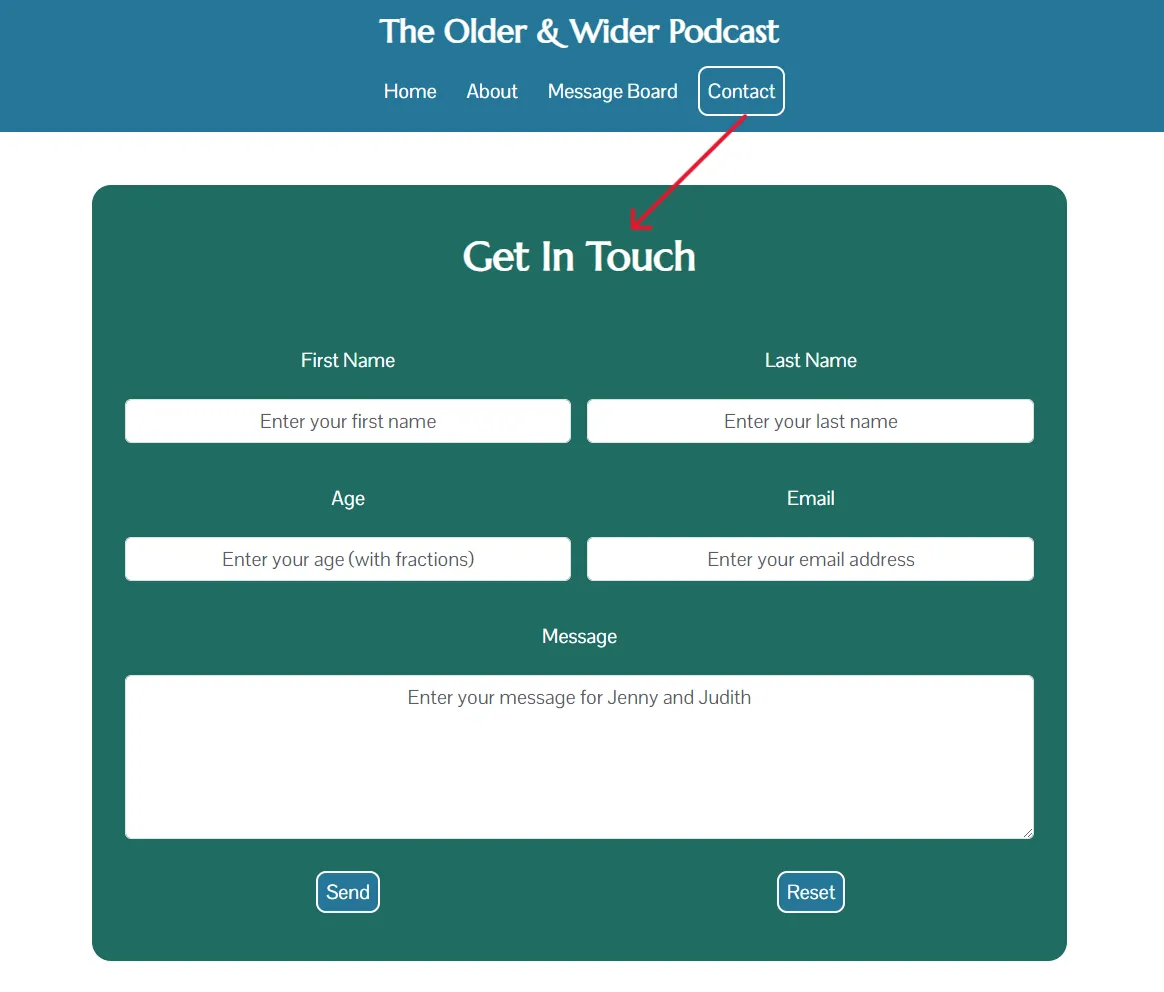 The Older & Wider Podcast
Home About Message Board Contact
Get In Touch
First Name Last Name
Enter your first name Enter your last name
Age Email
Enter your age (with fractions) Enter your email address
Message
Enter your message for Jenny and Judith
Send Reset